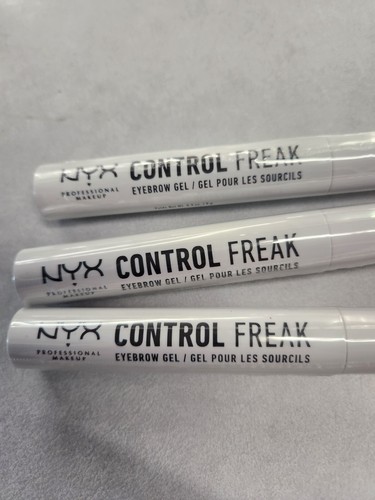 NYX CONTROL FREAK
PROFESSIONAL MAKEUP
EYEBROW GEL / GEL POUR LES SOURCILS
NYX CONTROL FREAK
PROFESSIONAL MAKEUP
EYEBROW GEL / GEL POUR LES SOURCILS
NYX CONTROL FREAK
PROFESSIONAL MAKEUP
EYEBROW GEL / GEL POUR LES SOURCILS